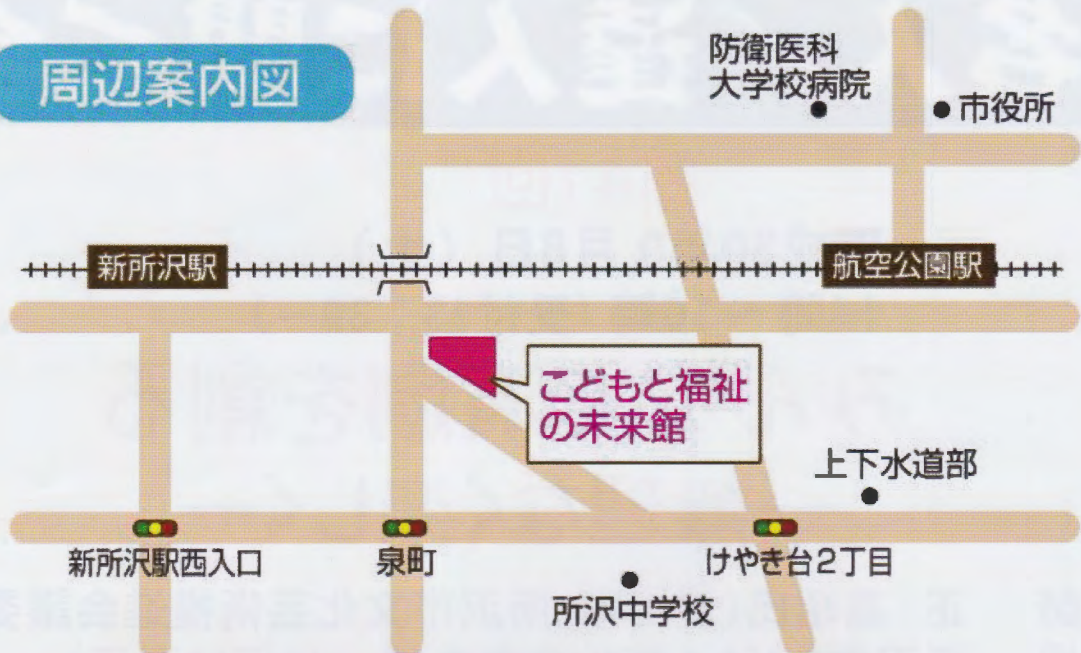 周辺案内図
防衛医科
大学校病院
市役所
新所沢駅
航空公園駅
こどもと福祉
の未来館
上下水道部
新所沢駅西入口
泉町
けやき台2丁目
所沢中学校